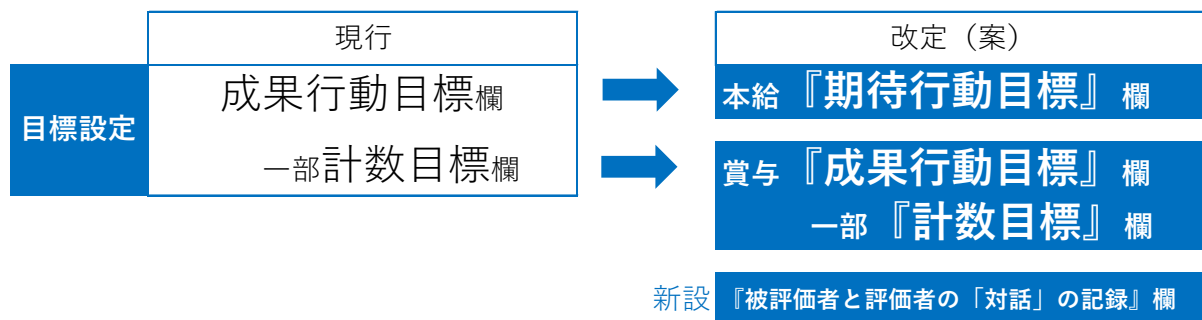 現行
改定（案）
目標設定
成果行動目標欄
一部計数目標欄
本給『期待行動目標』欄
賞与『成果行動目標』欄
一部『計数目標』欄
新設『被評価者と評価者の「対話」の記録』欄